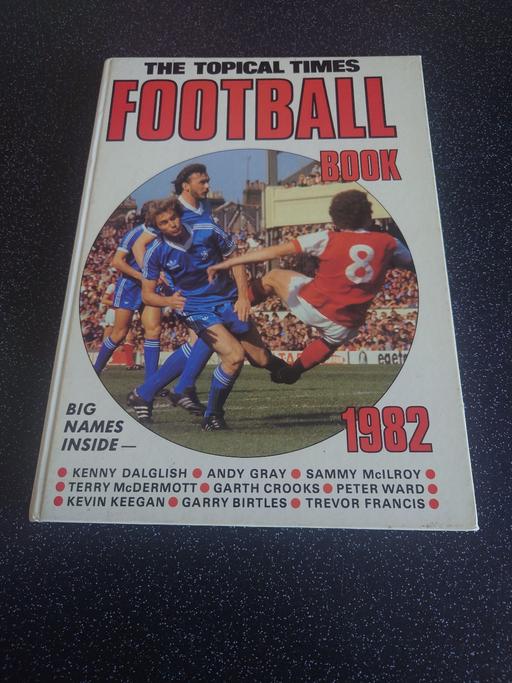 THE TOPICAL TIMES
FOOTBALL
BOOK
8
BIG
NAMES
INSIDE —
1982
● KENNY DALGLISH ● ANDY GRAY ● SAMMY McILROY ●
● TERRY McDERMOTT ● GARTH CROOKS ● PETER WARD ●
● KEVIN KEEGAN ● GARRY BIRTLES ● TREVOR FRANCIS ●